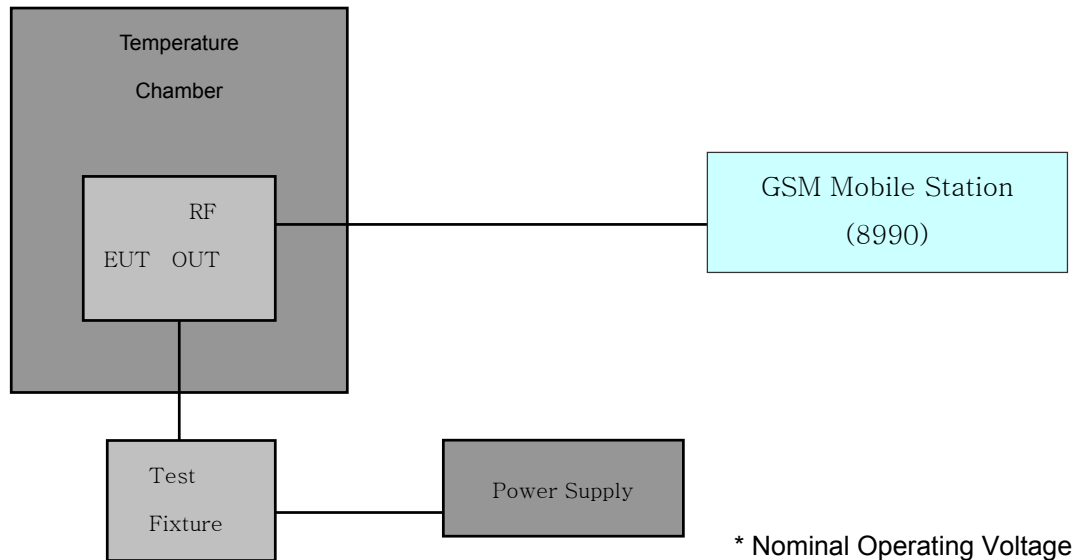 Temperature
Chamber
RF
EUT OUT
GSM Mobile Station
(8990)
Test
Fixture
Power Supply
* Nominal Operating Voltage